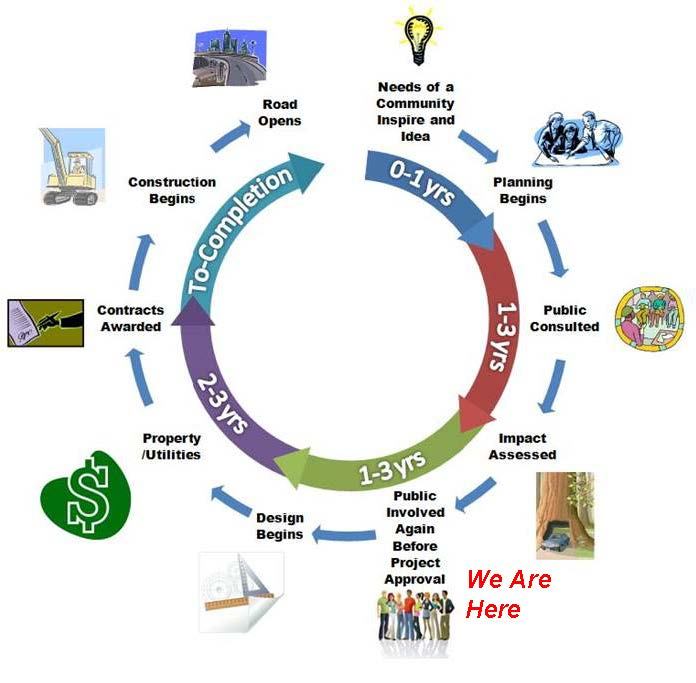 Needs of a
Community
Inspire and
Idea
Planning
Begins
Public
Consulted
Impact
Assessed
Public
Involved
Again
Before
Project
Approval
We Are
Here
Design
Begins
Property
/Utilities
$
Contracts
Awarded
Construction
Begins
Road
Opens
0-1 yrs
1-3 yrs
1-3 yrs
2-3 yrs
To-Completion